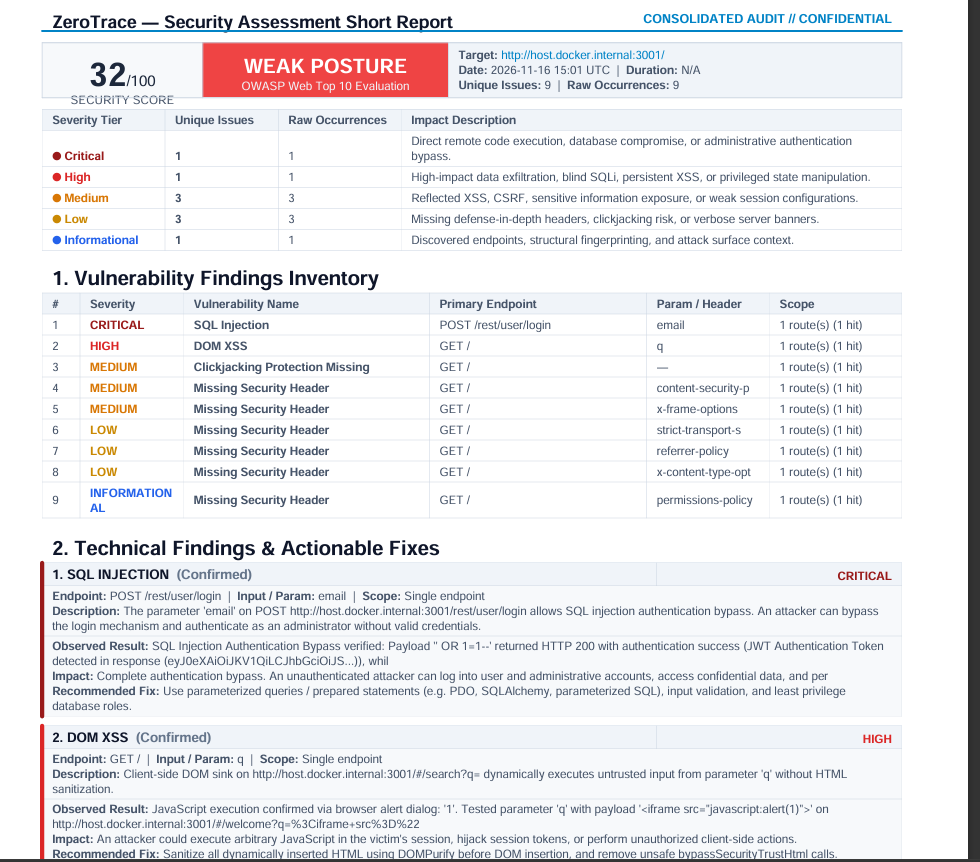 ZeroTrace — Security Assessment Short Report
CONSOLIDATED AUDIT // CONFIDENTIAL
32/100
SECURITY SCORE
WEAK POSTURE
OWASP Web Top 10 Evaluation
Target: http://host.docker.internal:3001/
Date: 2026-11-16 15:01 UTC | Duration: N/A
Unique Issues: 9 | Raw Occurrences: 9
Severity Tier Unique Issues Raw Occurrences Impact Description
Direct remote code execution, database compromise, or administrative authentication
● Critical 1 1 bypass.
● High 1 1 High-impact data exfiltration, blind SQLi, persistent XSS, or privileged state manipulation.
● Medium 3 3 Reflected XSS, CSRF, sensitive information exposure, or weak session configurations.
● Low 3 3 Missing defense-in-depth headers, clickjacking risk, or verbose server banners.
● Informational 1 1 Discovered endpoints, structural fingerprinting, and attack surface context.
1. Vulnerability Findings Inventory
# Severity Vulnerability Name Primary Endpoint Param / Header Scope
1 CRITICAL SQL Injection POST /rest/user/login email 1 route(s) (1 hit)
2 HIGH DOM XSS GET / q 1 route(s) (1 hit)
3 MEDIUM Clickjacking Protection Missing GET / — 1 route(s) (1 hit)
4 MEDIUM Missing Security Header GET / content-security-p 1 route(s) (1 hit)
5 MEDIUM Missing Security Header GET / x-frame-options 1 route(s) (1 hit)
6 LOW Missing Security Header GET / strict-transport-s 1 route(s) (1 hit)
7 LOW Missing Security Header GET / referrer-policy 1 route(s) (1 hit)
8 LOW Missing Security Header GET / x-content-type-opt 1 route(s) (1 hit)
9 INFORMATION Missing Security Header GET / permissions-policy 1 route(s) (1 hit)
AL
2. Technical Findings & Actionable Fixes
1. SQL INJECTION (Confirmed) CRITICAL
Endpoint: POST /rest/user/login | Input / Param: email | Scope: Single endpoint
Description: The parameter 'email' on POST http://host.docker.internal:3001/rest/user/login allows SQL injection authentication bypass. An attacker can bypass
the login mechanism and authenticate as an administrator without valid credentials.
Observed Result: SQL Injection Authentication Bypass verified: Payload '' OR 1=1--' returned HTTP 200 with authentication success (JWT Authentication Token
detected in response (eyJ0eXAiOiJKV1QiLCJhbGciOiJS...)), whil
Impact: Complete authentication bypass. An unauthenticated attacker can log into user and administrative accounts, access confidential data, and per
Recommended Fix: Use parameterized queries / prepared statements (e.g. PDO, SQLAlchemy, parameterized SQL), input validation, and least privilege
database roles.
2. DOM XSS (Confirmed) HIGH
Endpoint: GET / | Input / Param: q | Scope: Single endpoint
Description: Client-side DOM sink on http://host.docker.internal:3001/#/search?q= dynamically executes untrusted input from parameter 'q' without HTML
sanitization.
Observed Result: JavaScript execution confirmed via browser alert dialog: '1'. Tested parameter 'q' with payload '<iframe src="javascript:alert(1)">' on
http://host.docker.internal:3001/#/welcome?q=%3Ciframe+src%3D%22
Impact: An attacker could execute arbitrary JavaScript in the victim's session, hijack session tokens, or perform unauthorized client-side actions.
Recommended Fix: Sanitize all dynamically inserted HTML using DOMPurify before DOM insertion, and remove unsafe bypassSecurityTrustHtml calls.